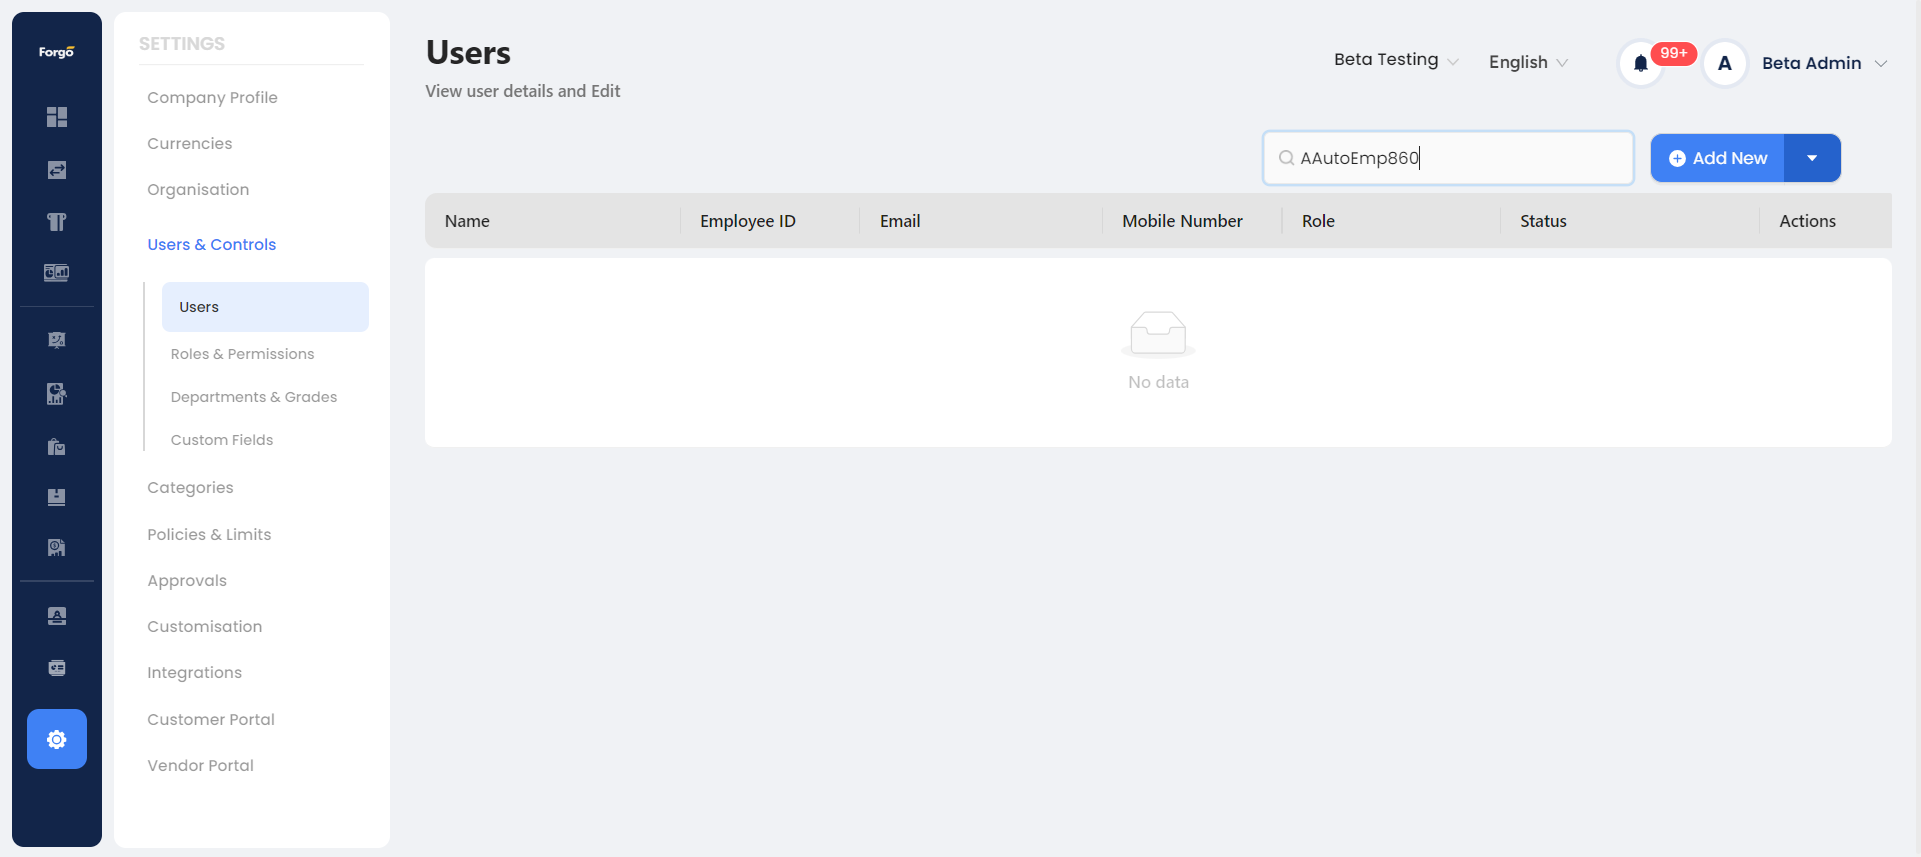 Forgo
SETTINGS
Company Profile
Currencies
Organisation
Users & Controls
Users
Roles & Permissions
Departments & Grades
Custom Fields
Categories
Policies & Limits
Approvals
Customisation
Integrations
Customer Portal
Vendor Portal
Users
View user details and Edit
Beta Testing
English
99+
A
Beta Admin
AAutoEmp860
Add New
Name Employee ID Email Mobile Number Role Status Actions
No data